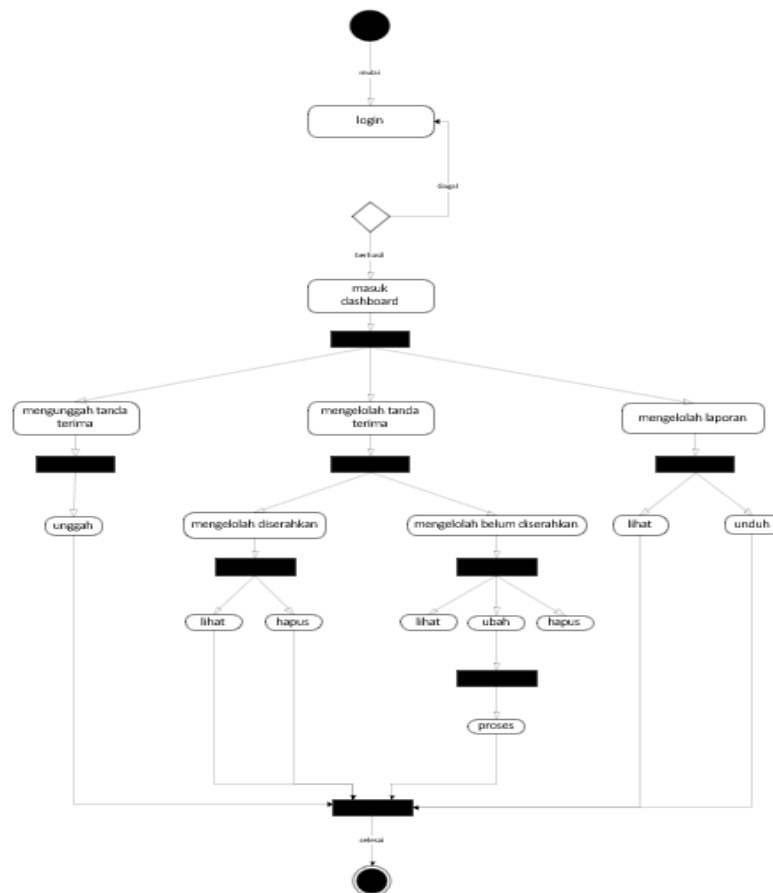 mulai
login
gagal
berhasil
masuk
dashboard
mengunggah tanda
terima
mengelolah tanda
terima
mengelolah laporan
unggah
mengelolah diserahkan
mengelolah belum diserahkan
lihat
unduh
lihat
hapus
lihat
ubah
hapus
proses
selesai